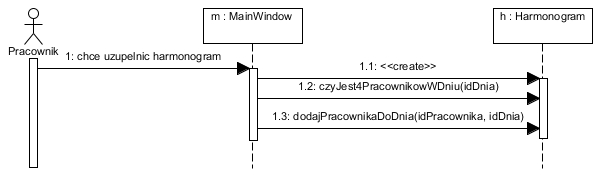 m : MainWindow
h : Harmonogram
Pracownik
1: chce uzupelnic harmonogram
1.1: <<create>>
1.2: czyJest4PracownikowWDniu(idDnia)
1.3: dodajPracownikaDoDnia(idPracownika, idDnia)